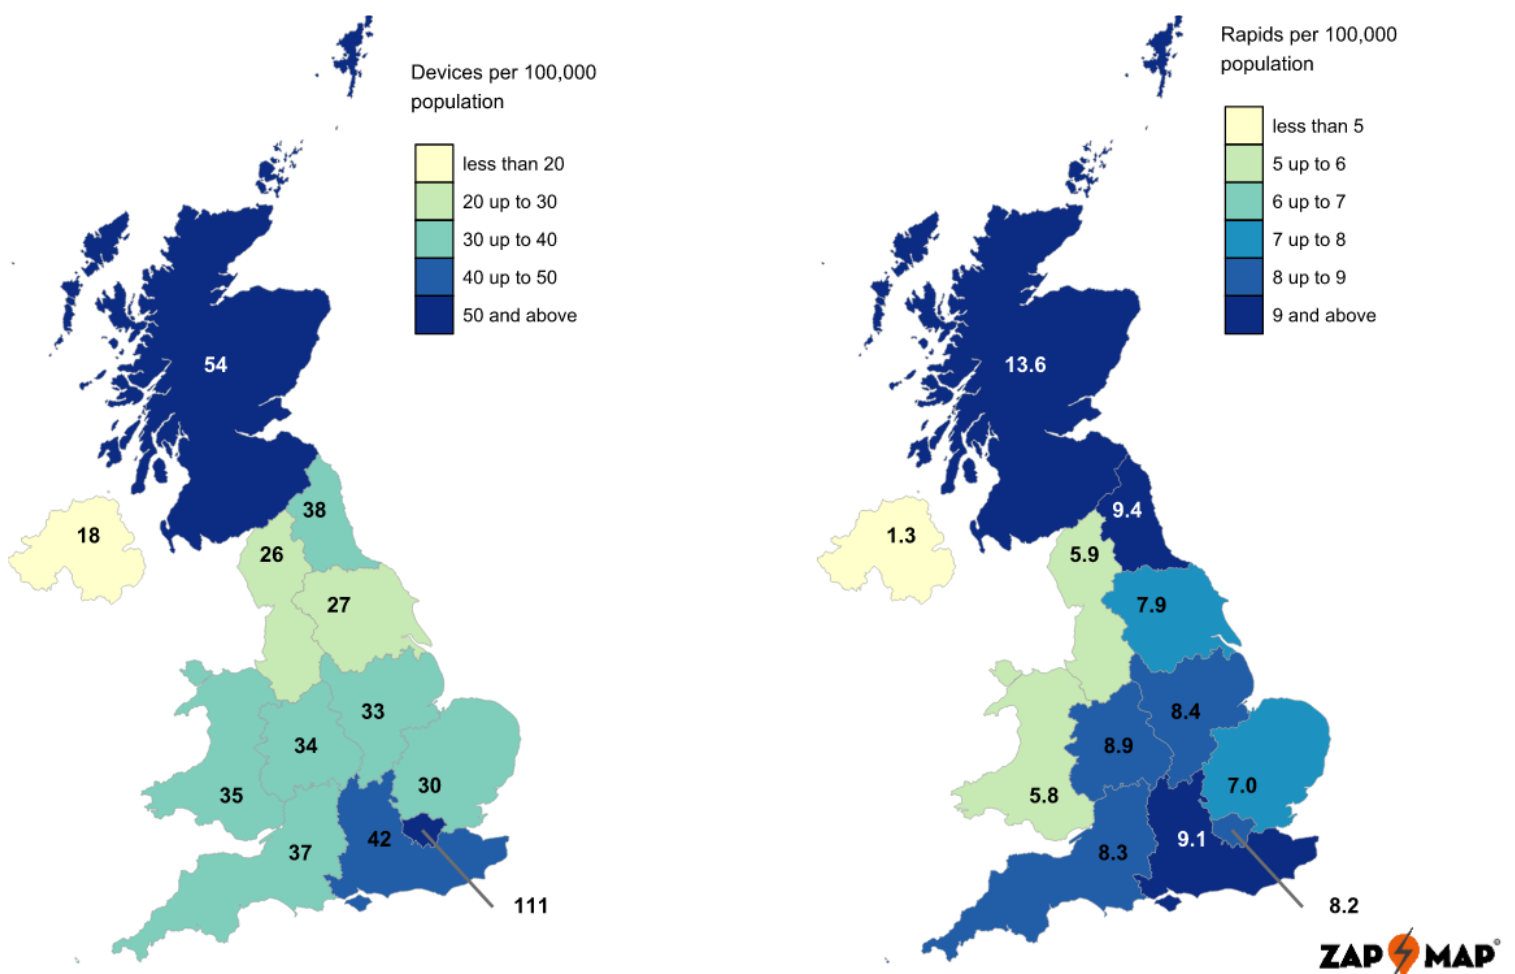 Devices per 100,000
population
less than 20
20 up to 30
30 up to 40
40 up to 50
50 and above
54
38
18
26
27
33
34
30
35
42
37
111
Rapids per 100,000
population
less than 5
5 up to 6
6 up to 7
7 up to 8
8 up to 9
9 and above
13.6
9.4
1.3
5.9
7.9
8.4
8.9
7.0
5.8
9.1
8.3
8.2
ZAP MAP